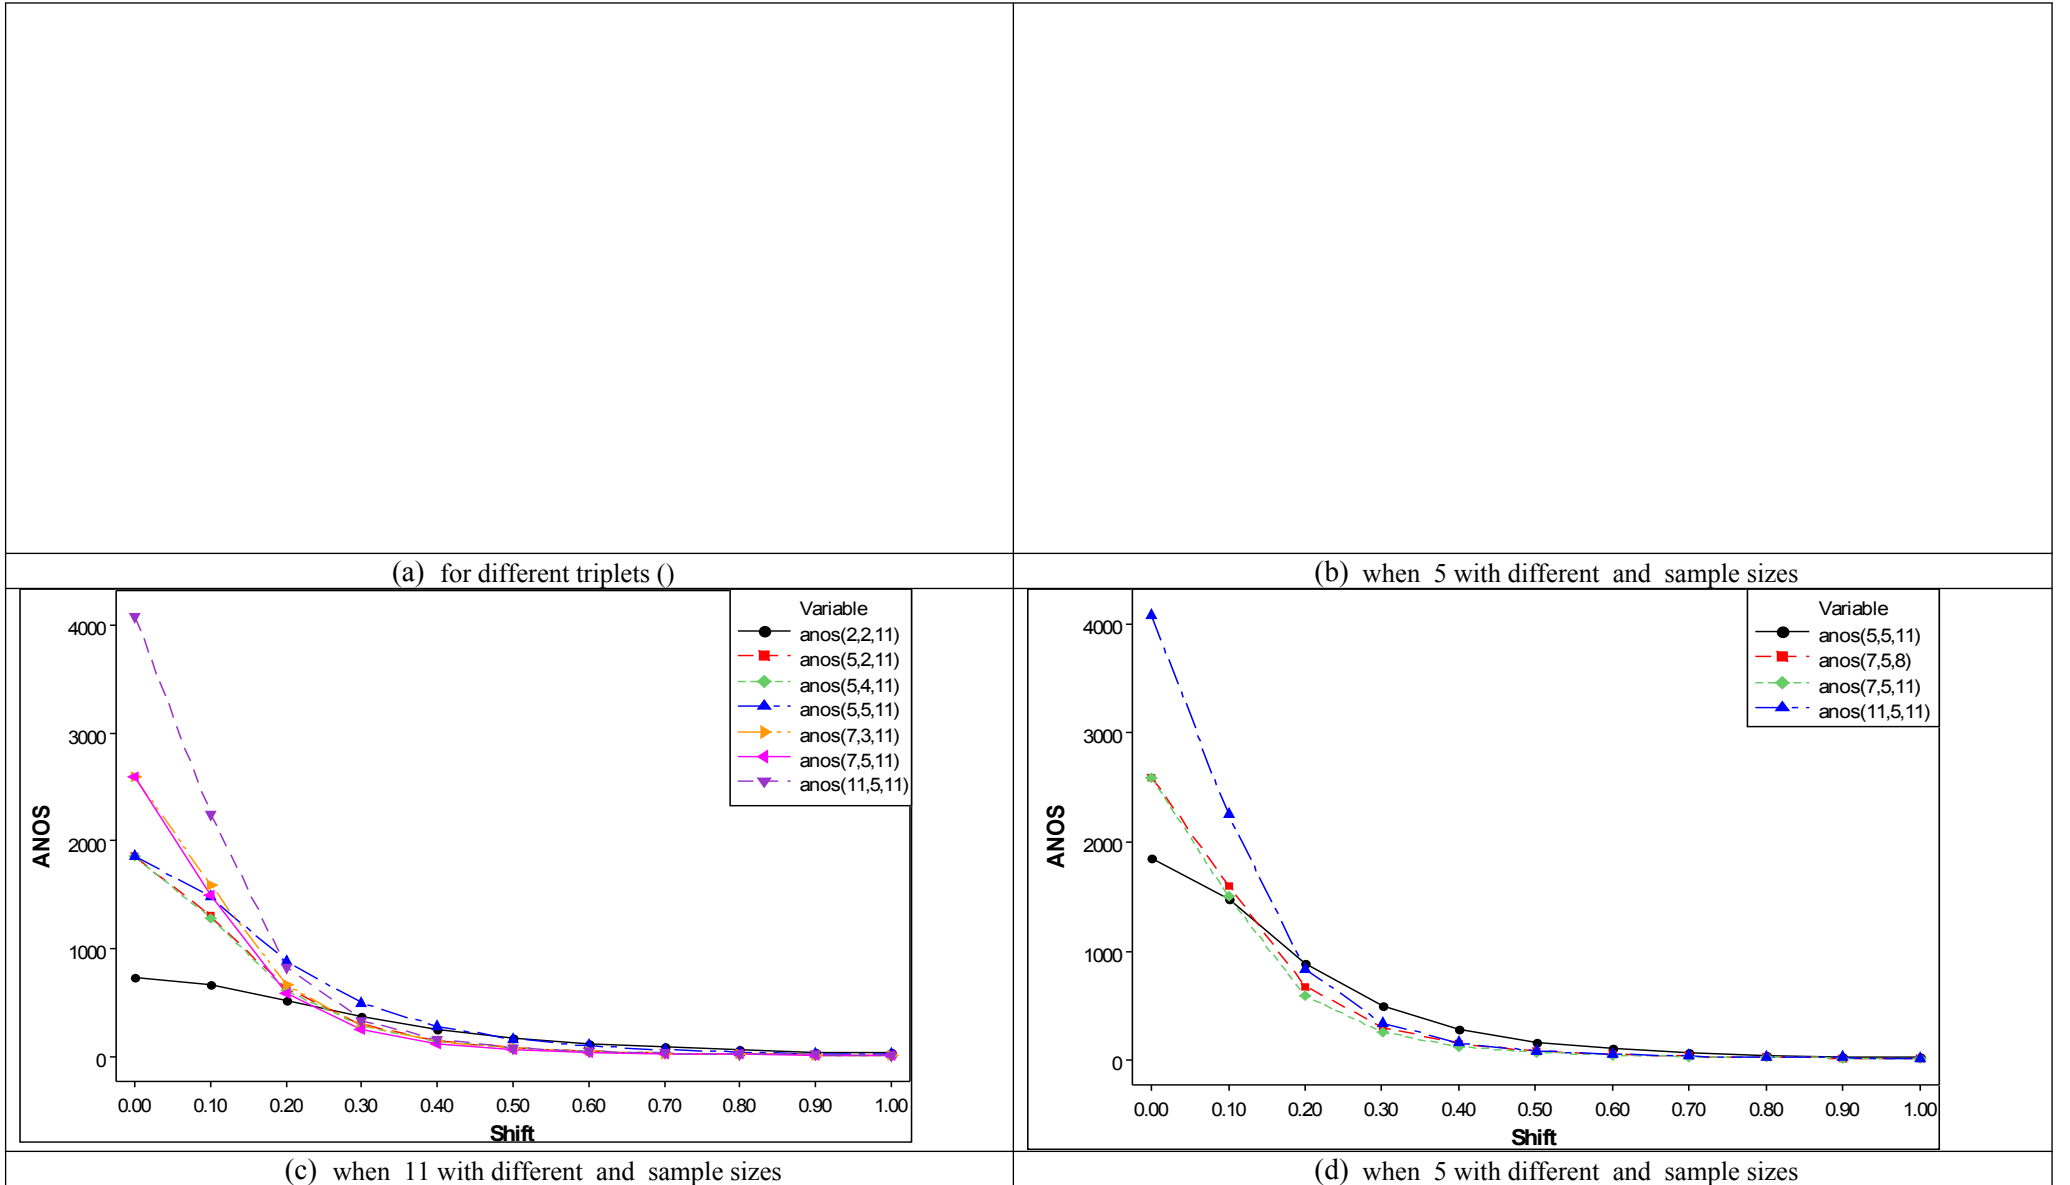 (a) for different triplets ()
(b) when 5 with different and sample sizes
Variable
anos(2,2,11)
anos(5,2,11)
anos(5,4,11)
anos(5,5,11)
anos(7,3,11)
anos(7,5,11)
anos(11,5,11)
4000
3000
2000
1000
0
ANOS
0.00 0.10 0.20 0.30 0.40 0.50 0.60 0.70 0.80 0.90 1.00
Shift
Variable
anos(5,5,11)
anos(7,5,8)
anos(7,5,11)
anos(11,5,11)
4000
3000
2000
1000
0
ANOS
0.00 0.10 0.20 0.30 0.40 0.50 0.60 0.70 0.80 0.90 1.00
Shift
(c) when 11 with different and sample sizes
(d) when 5 with different and sample sizes